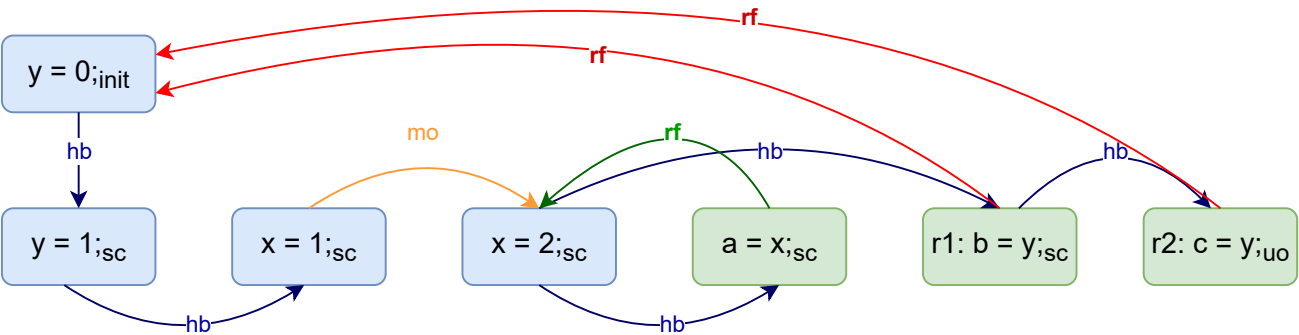 rf
rf
y = 0;init
mo
rf
hb
hb
hb
y = 1;sc
x = 1;sc
x = 2;sc
a = x;sc
r1: b = y;sc
r2: c = y;uo
hb
hb